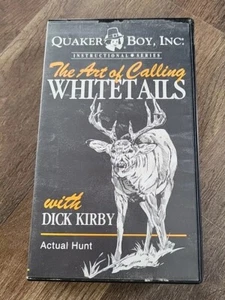 QUAKER BOY, INC.
INSTRUCTIONAL • SERIES
The Art of Calling
WHITETAILS
with
DICK KIRBY
Actual Hunt